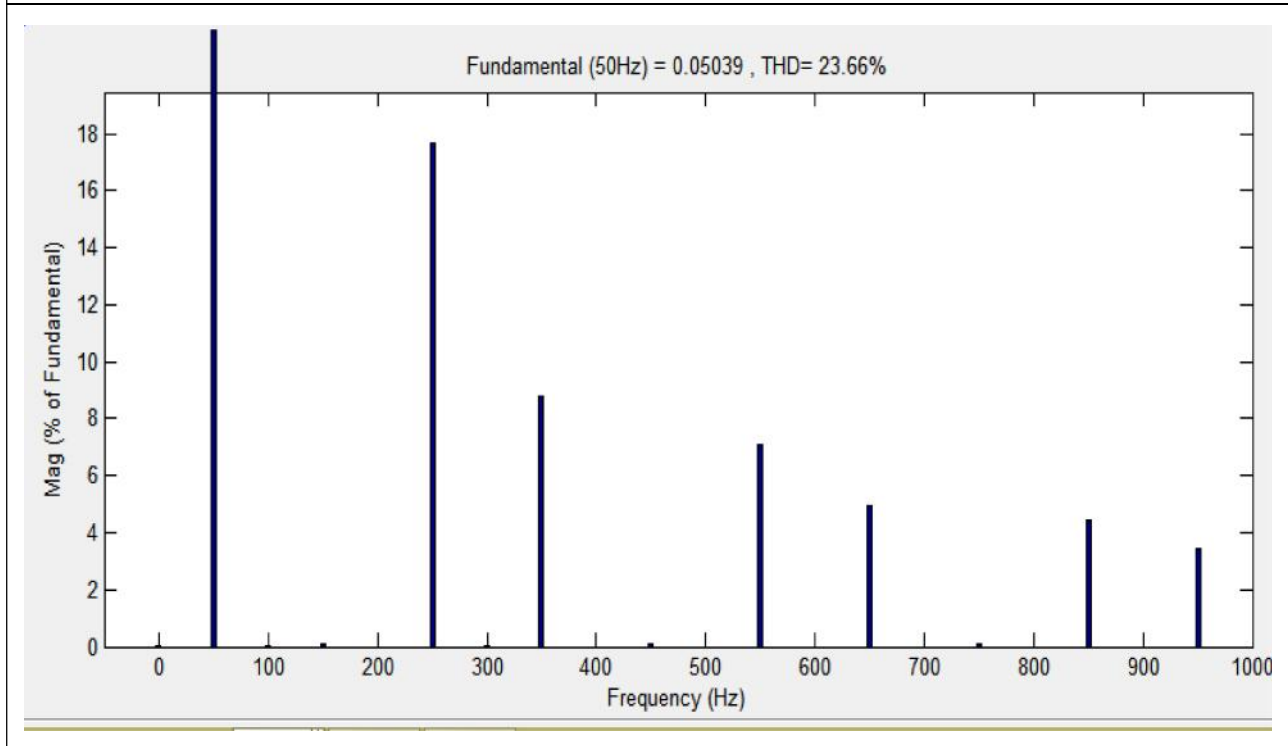 Fundamental (50Hz) = 0.05039 , THD= 23.66%
18
16
14
12
10
8
6
4
2
0
Mag (% of Fundamental)
0 100 200 300 400 500 600 700 800 900 1000
Frequency (Hz)